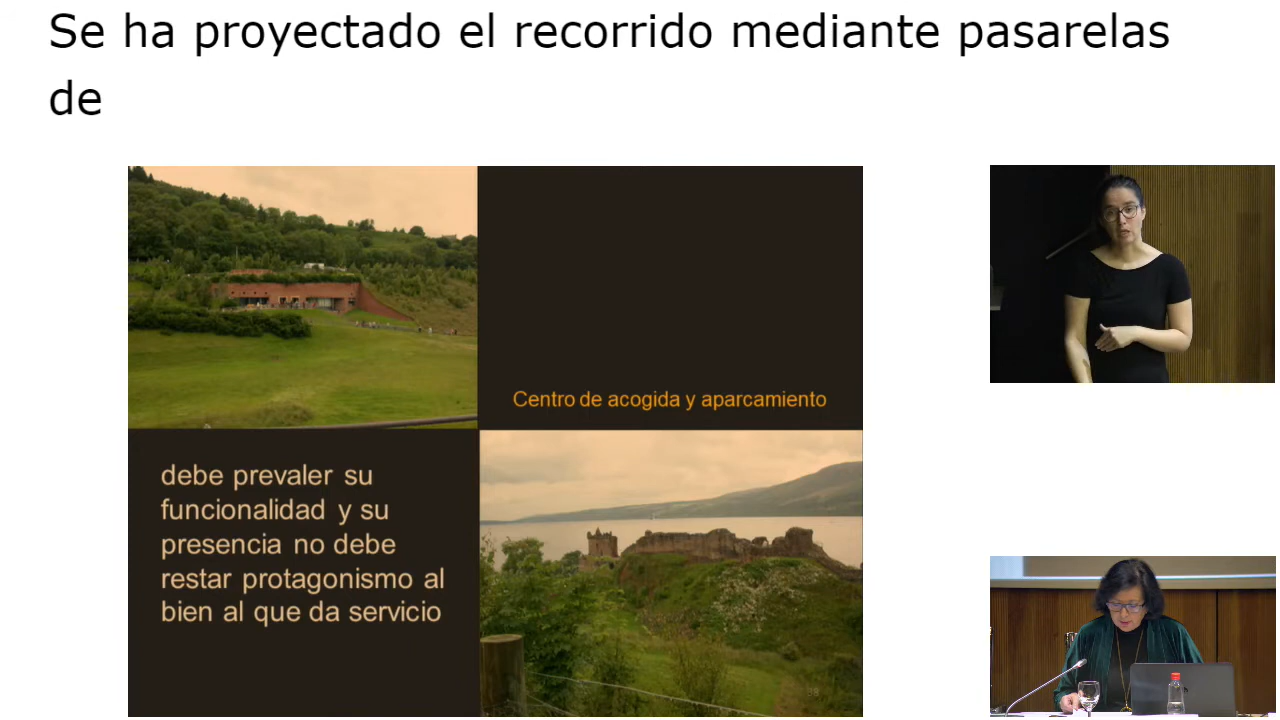 Se ha proyectado el recorrido mediante pasarelas
de
Centro de acogida y aparcamiento
debe prevaler su
funcionalidad y su
presencia no debe
restar protagonismo al
bien al que da servicio
38